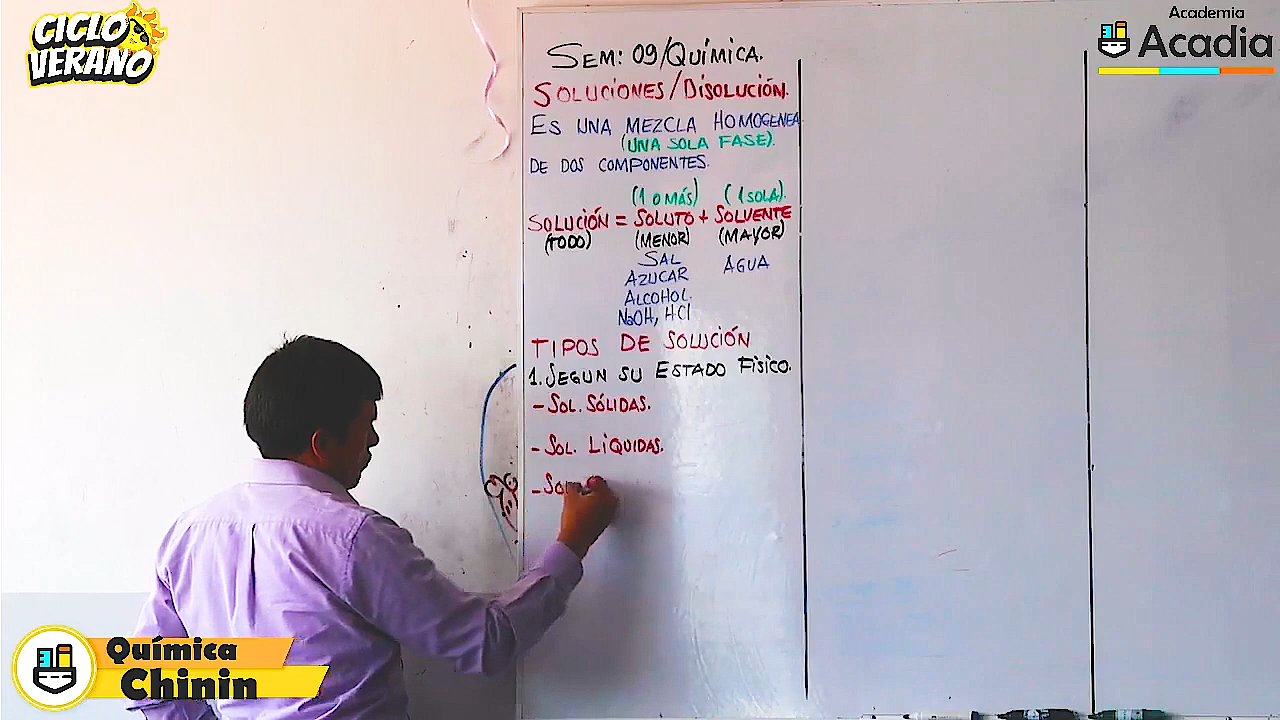 CICLO
VERANO
Academia
Acadia
SEM: 09/QUÍMICA.
SOLUCIONES/DISOLUCIÓN.
ES UNA MEZCLA HOMOGENEA
(UNA SOLA FASE).
DE DOS COMPONENTES.
(1 O MÁS) (1 SOLA).
SOLUCIÓN = SOLUTO + SOLVENTE
(TODO) (MENOR) (MAYOR)
SAL AGUA
AZUCAR
ALCOHOL.
NaOH, HCl
TIPOS DE SOLUCIÓN
1. SEGUN SU ESTADO FÍSICO.
- SOL. SÓLIDAS.
- SOL. LÍQUIDAS.
- SO
Química
Chinin